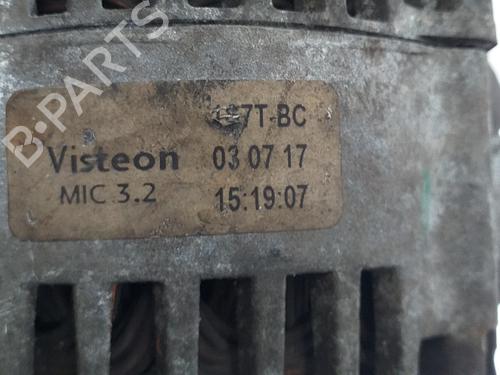 B-PARTS
7T-BC
Visteon 03 07 17
MIC 3.2 15:19:07